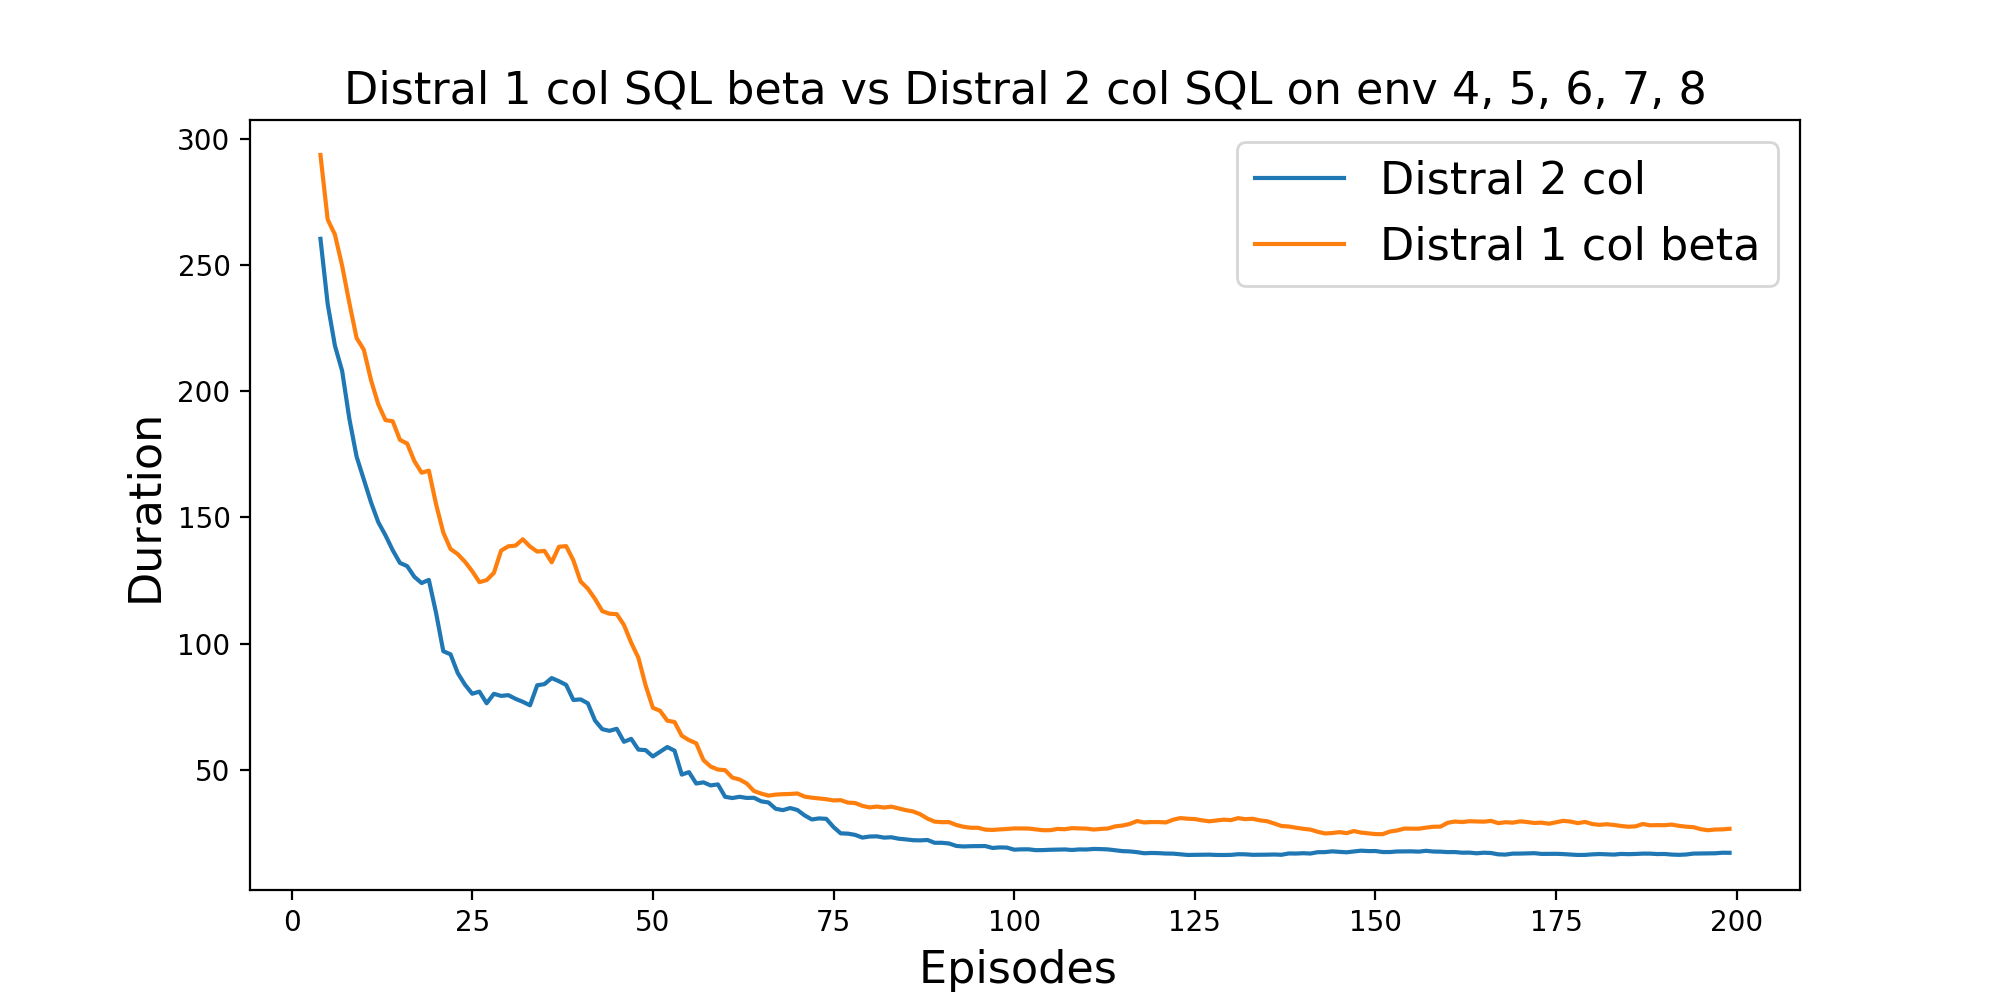 Distral 1 col SQL beta vs Distral 2 col SQL on env 4, 5, 6, 7, 8
Distral 2 col
Distral 1 col beta
300
250
200
150
100
50
Duration
0 25 50 75 100 125 150 175 200
Episodes